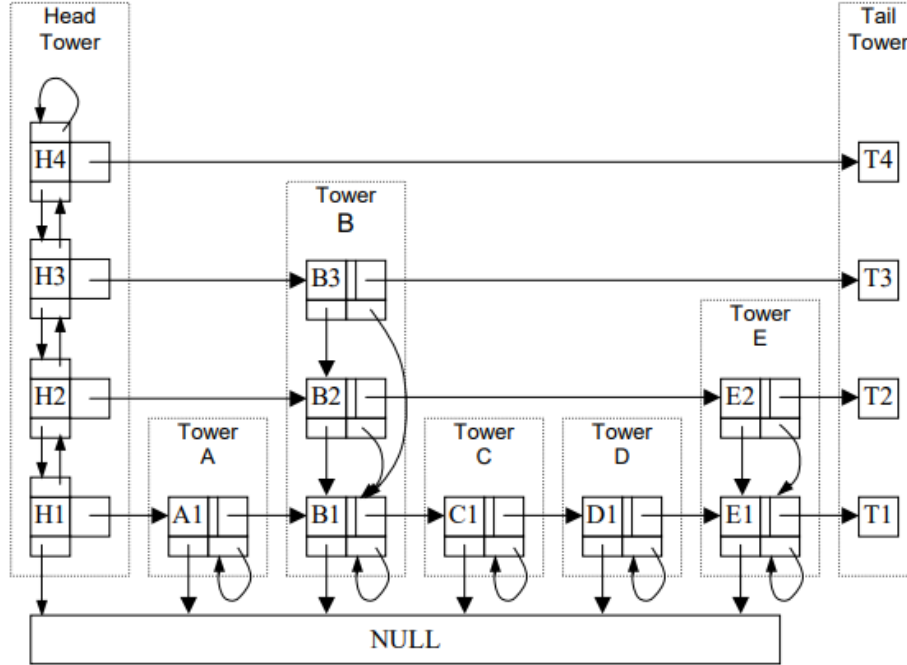 Head
Tower
Tail
Tower
H4
T4
Tower
B
H3
B3
T3
Tower
E
H2
B2
E2
T2
Tower
A
Tower
C
Tower
D
H1
A1
B1
C1
D1
E1
T1
NULL